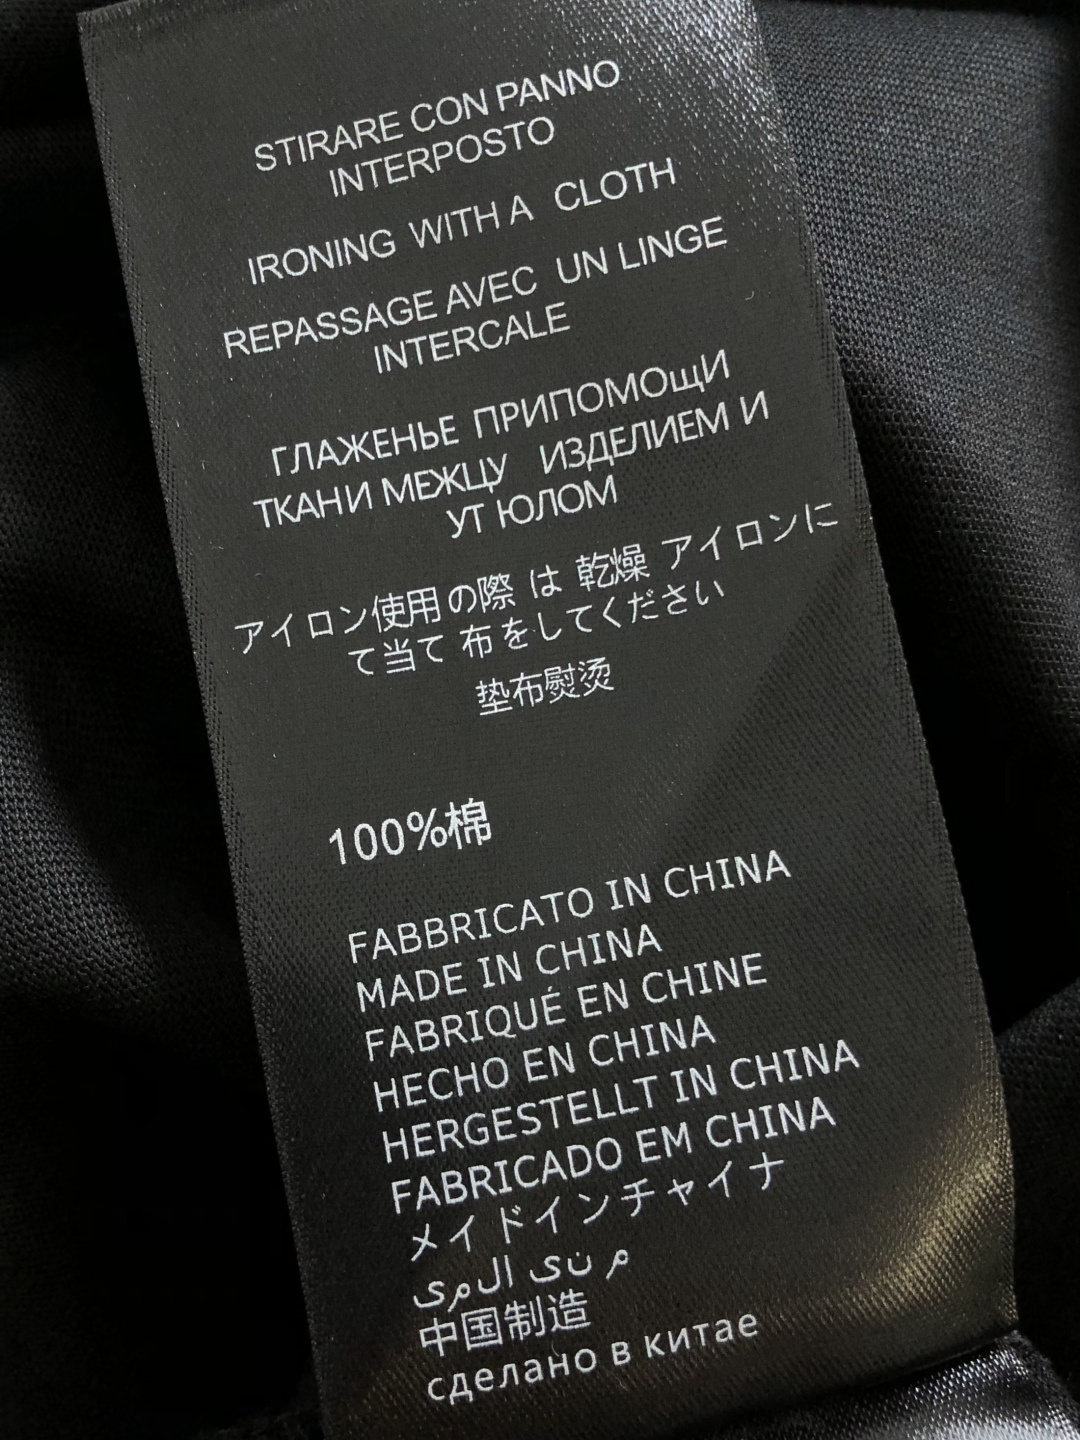 STIRARE CON PANNO
INTERPOSTO
IRONING WITH A CLOTH
REPASSAGE AVEC UN LINGE
INTERCALE
ГЛАЖЕНЬЕ ПРИПОМОщИ
ТКАНИ МЕЖЦУ ИЗДЕЛИЕМ И
УТ ЮЛОМ
アイロン使用の際 は 乾燥 アイロンに
て当て 布 をしてください
垫布熨烫
100%棉
FABBRICATO IN CHINA
MADE IN CHINA
FABRIQUÉ EN CHINE
HECHO EN CHINA
HERGESTELLT IN CHINA
FABRICADO EM CHINA
メイドインチャイナ
م نى المى
中国制造
сделано в китае